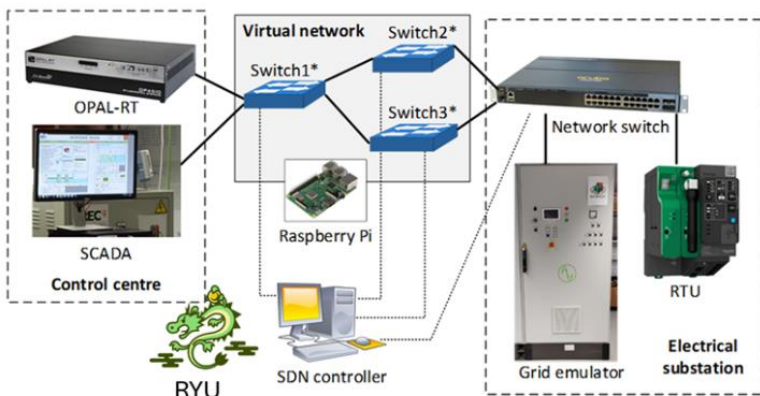 Virtual network
Switch2*
Switch1*
OPAL-RT
Switch3*
Network switch
Raspberry Pi
SCADA
Control centre
RTU
RYU
SDN controller
Grid emulator
Electrical
substation